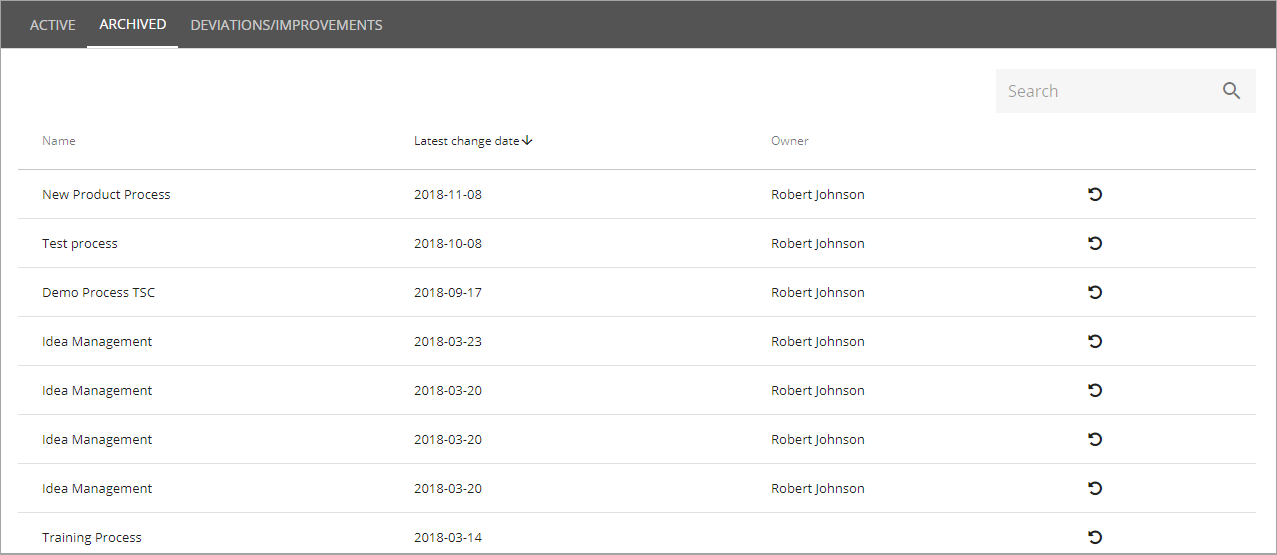 ACTIVE ARCHIVED DEVIATIONS/IMPROVEMENTS
Search
Name Latest change date Owner
New Product Process 2018-11-08 Robert Johnson
Test process 2018-10-08 Robert Johnson
Demo Process TSC 2018-09-17 Robert Johnson
Idea Management 2018-03-23 Robert Johnson
Idea Management 2018-03-20 Robert Johnson
Idea Management 2018-03-20 Robert Johnson
Idea Management 2018-03-20 Robert Johnson
Training Process 2018-03-14